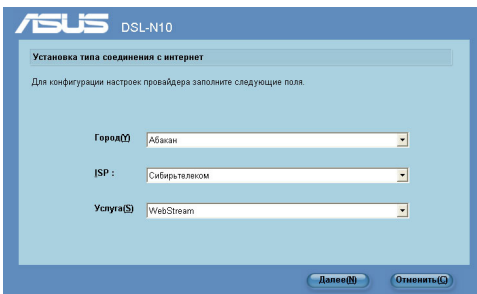 ASUS DSL-N10
Установка типа соединения с интернет
Для конфигурации настроек провайдера заполните следующие поля.
Город(Y) Абакан
ISP : Сибирьтелеком
Услуга(S) WebStream
Далее(N) Отменить(C)